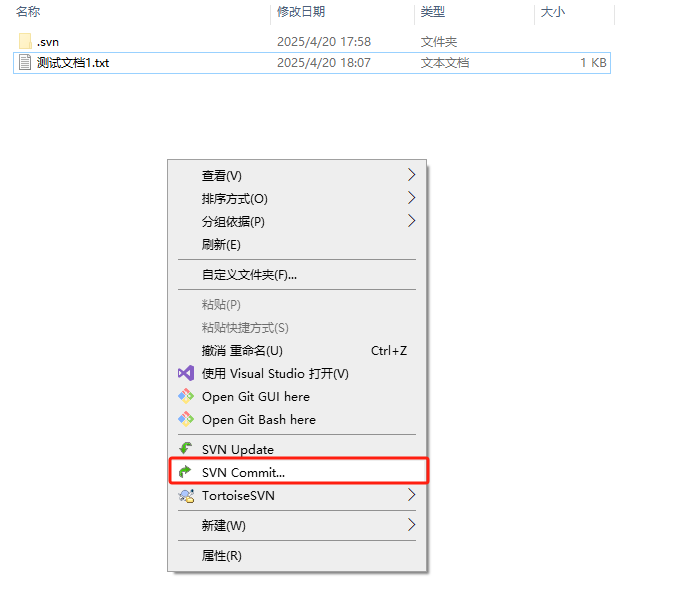 名称 修改日期 类型 大小
.svn 2025/4/20 17:58 文件夹
测试文档1.txt 2025/4/20 18:07 文本文档 1 KB
查看(V)
排序方式(O)
分组依据(P)
刷新(E)
自定义文件夹(F)...
粘贴(P)
粘贴快捷方式(S)
撤消 重命名(U) Ctrl+Z
使用 Visual Studio 打开(V)
Open Git GUI here
Open Git Bash here
SVN Update
SVN Commit...
TortoiseSVN
新建(W)
属性(R)